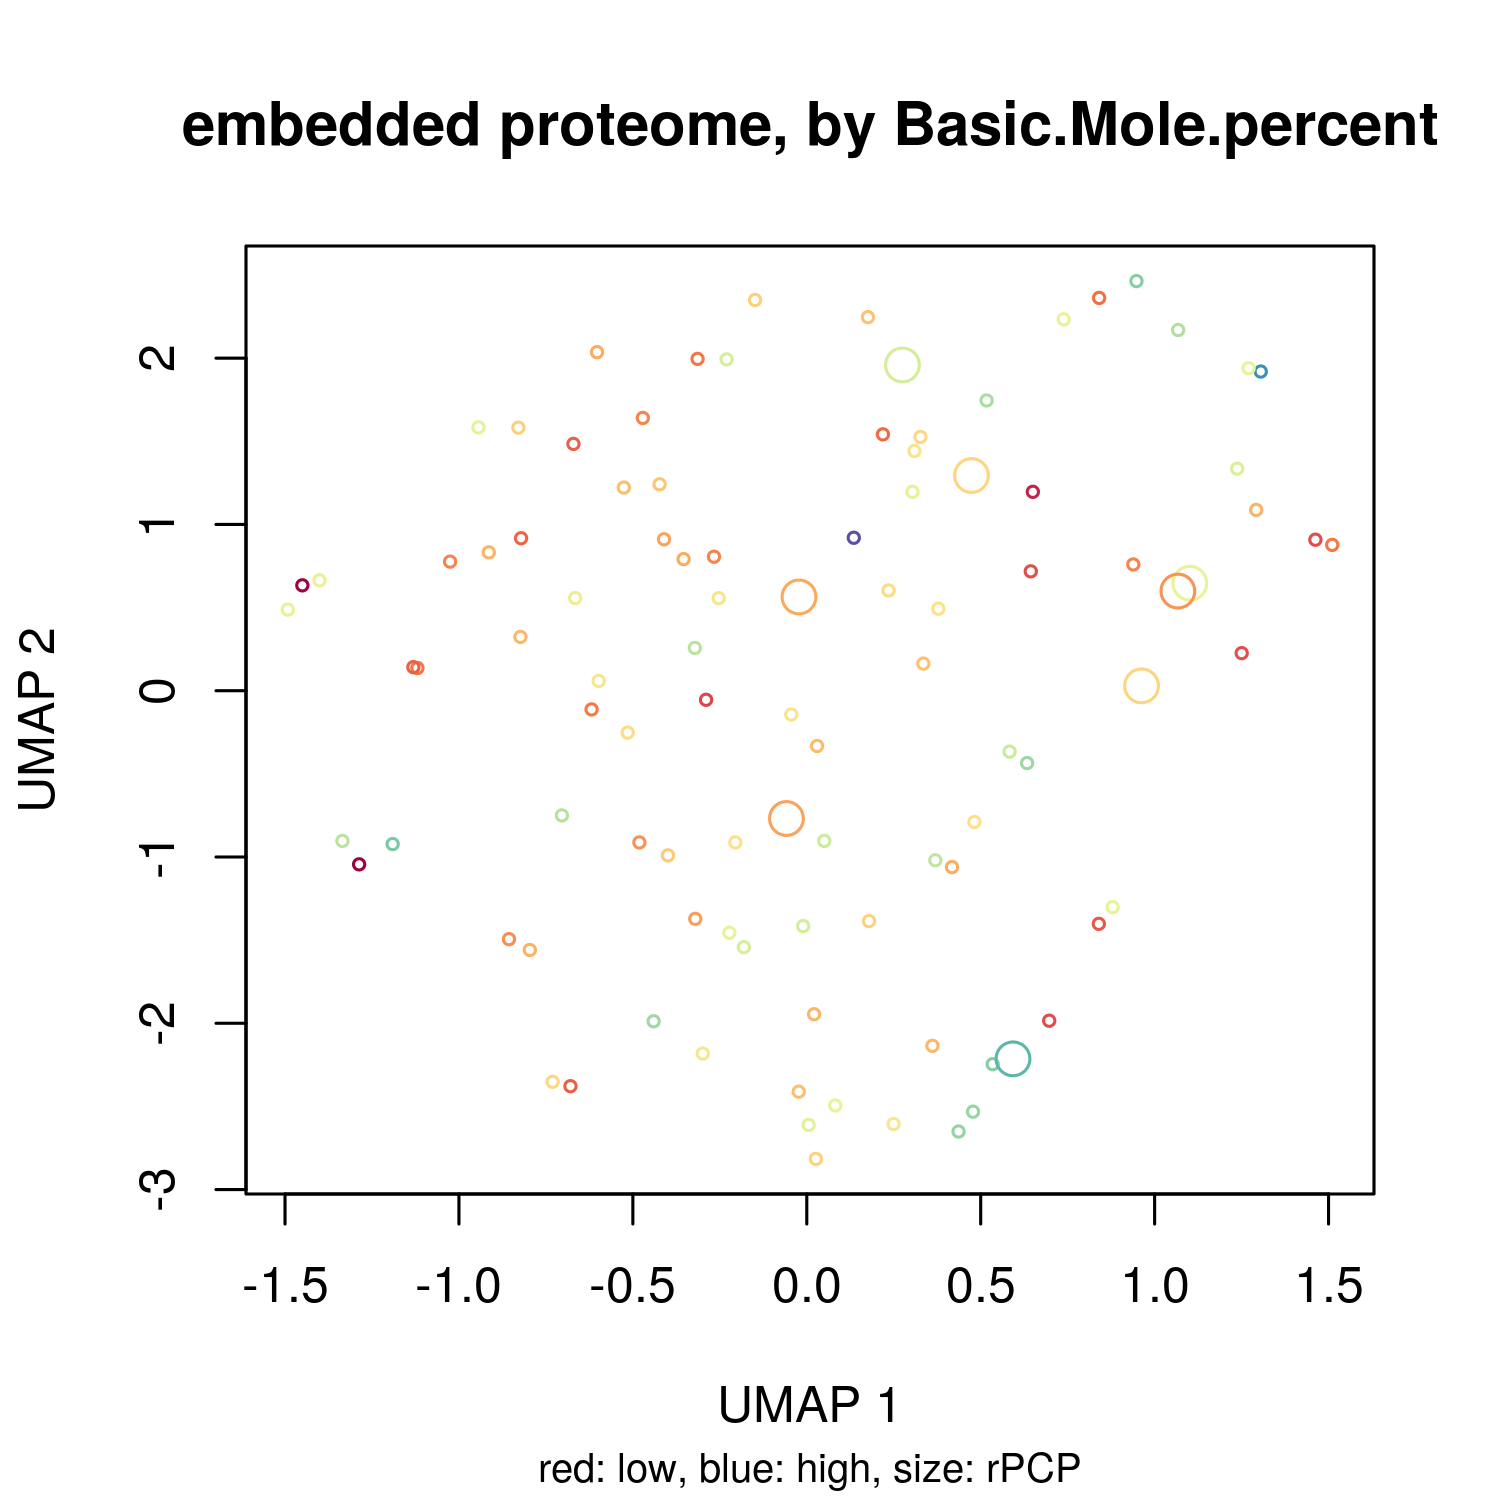 embedded proteome, by Basic.Mole.percent
UMAP 2
2
1
0
-1
-2
-3
-1.5 -1.0 -0.5 0.0 0.5 1.0 1.5
UMAP 1
red: low, blue: high, size: rPCP